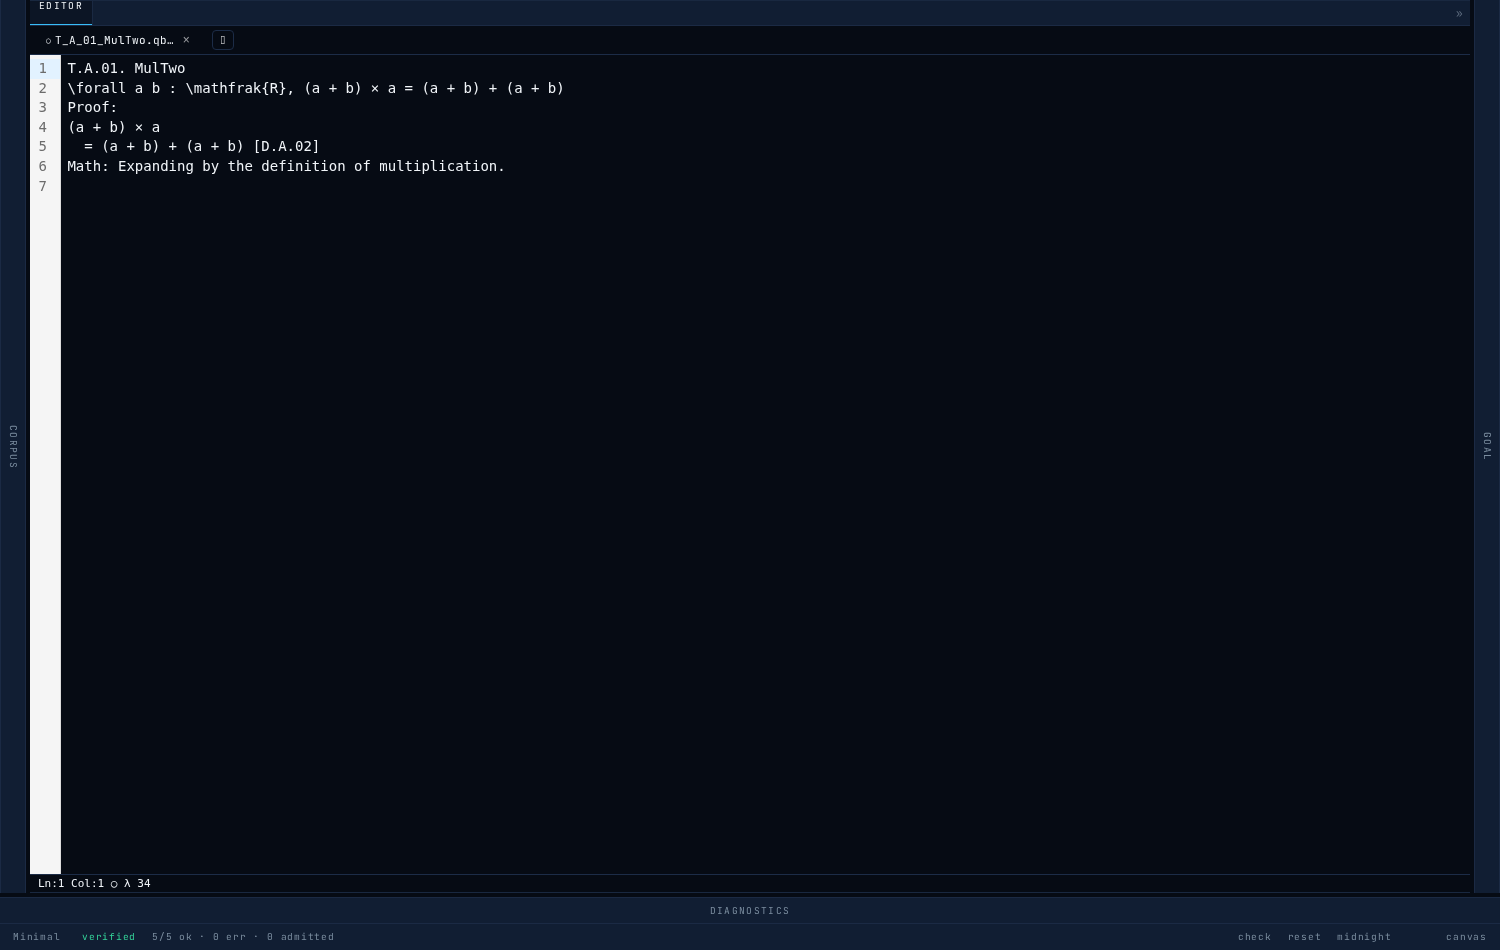 EDITOR
»
○ T_A_01_MulTwo.qb… ×
1 T.A.01. MulTwo
2 \forall a b : \mathfrak{R}, (a + b) × a = (a + b) + (a + b)
3 Proof:
4 (a + b) × a
5   = (a + b) + (a + b) [D.A.02]
6 Math: Expanding by the definition of multiplication.
7
CORPUS
GOAL
Ln:1 Col:1 ○ λ 34
DIAGNOSTICS
Minimal verified 5/5 ok · 0 err · 0 admitted check reset midnight canvas